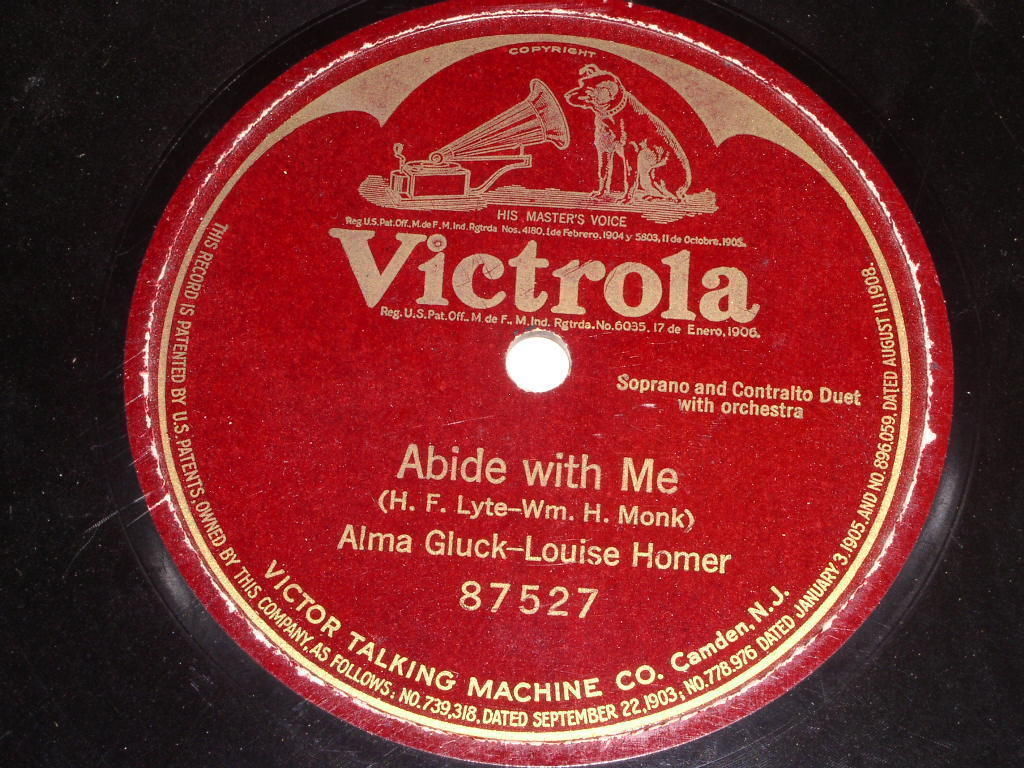 COPYRIGHT
HIS MASTER'S VOICE
Reg. U.S. Pat. Off., M. de F., M. Ind. Rgtrda Nos. 4180, 1 de Febrero, 1904 y 5803, 11 de Octobre, 1905.
Victrola
Reg. U.S. Pat. Off. M. de F., M. Ind. Rgtrda. No. 6035, 17 de Enero, 1906.
Soprano and Contralto Duet
with orchestra
Abide with Me
(H. F. Lyte-Wm. H. Monk)
Alma Gluck-Louise Homer
87527
VICTOR TALKING MACHINE CO. Camden, N.J.
THIS RECORD IS PATENTED BY U.S. PATENTS, OWNED BY THIS COMPANY, AS FOLLOWS: NO. 739,318, DATED SEPTEMBER 22, 1903; NO. 778,976 DATED JANUARY 3, 1905, AND NO. 896,059, DATED AUGUST 11, 1908.